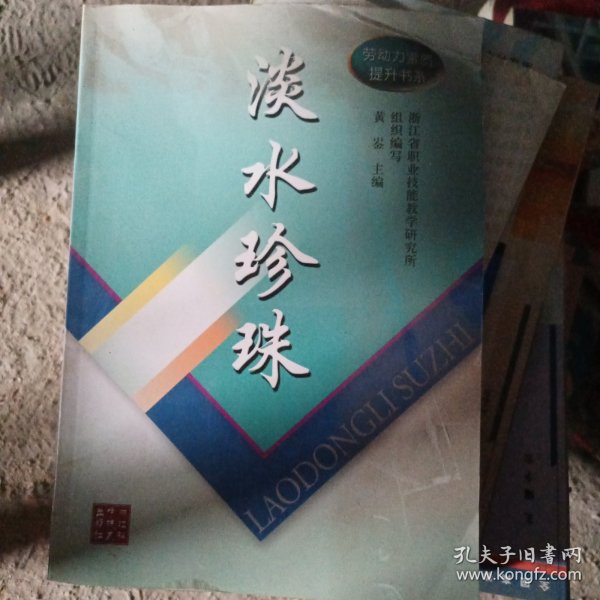 劳动力素质
提升书系
淡水珍珠
浙江省职业技能教学研究所
组织编写
黄崟 主编
LAODONGLI SUZHI
孔夫子旧书网
www.kongfz.com